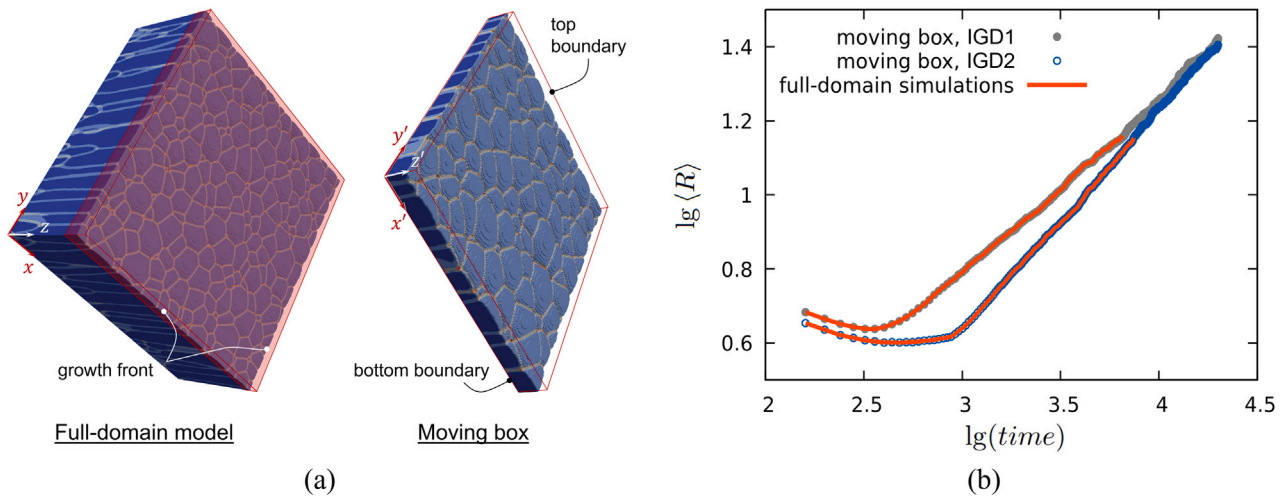 top
boundary
y
z
x
y′
z′
x′
growth front
bottom boundary
Full-domain model
Moving box
(a)
moving box, IGD1
moving box, IGD2
full-domain simulations
1.4
1.2
1
0.8
0.6
lg ⟨R⟩
2 2.5 3 3.5 4 4.5
lg(time)
(b)